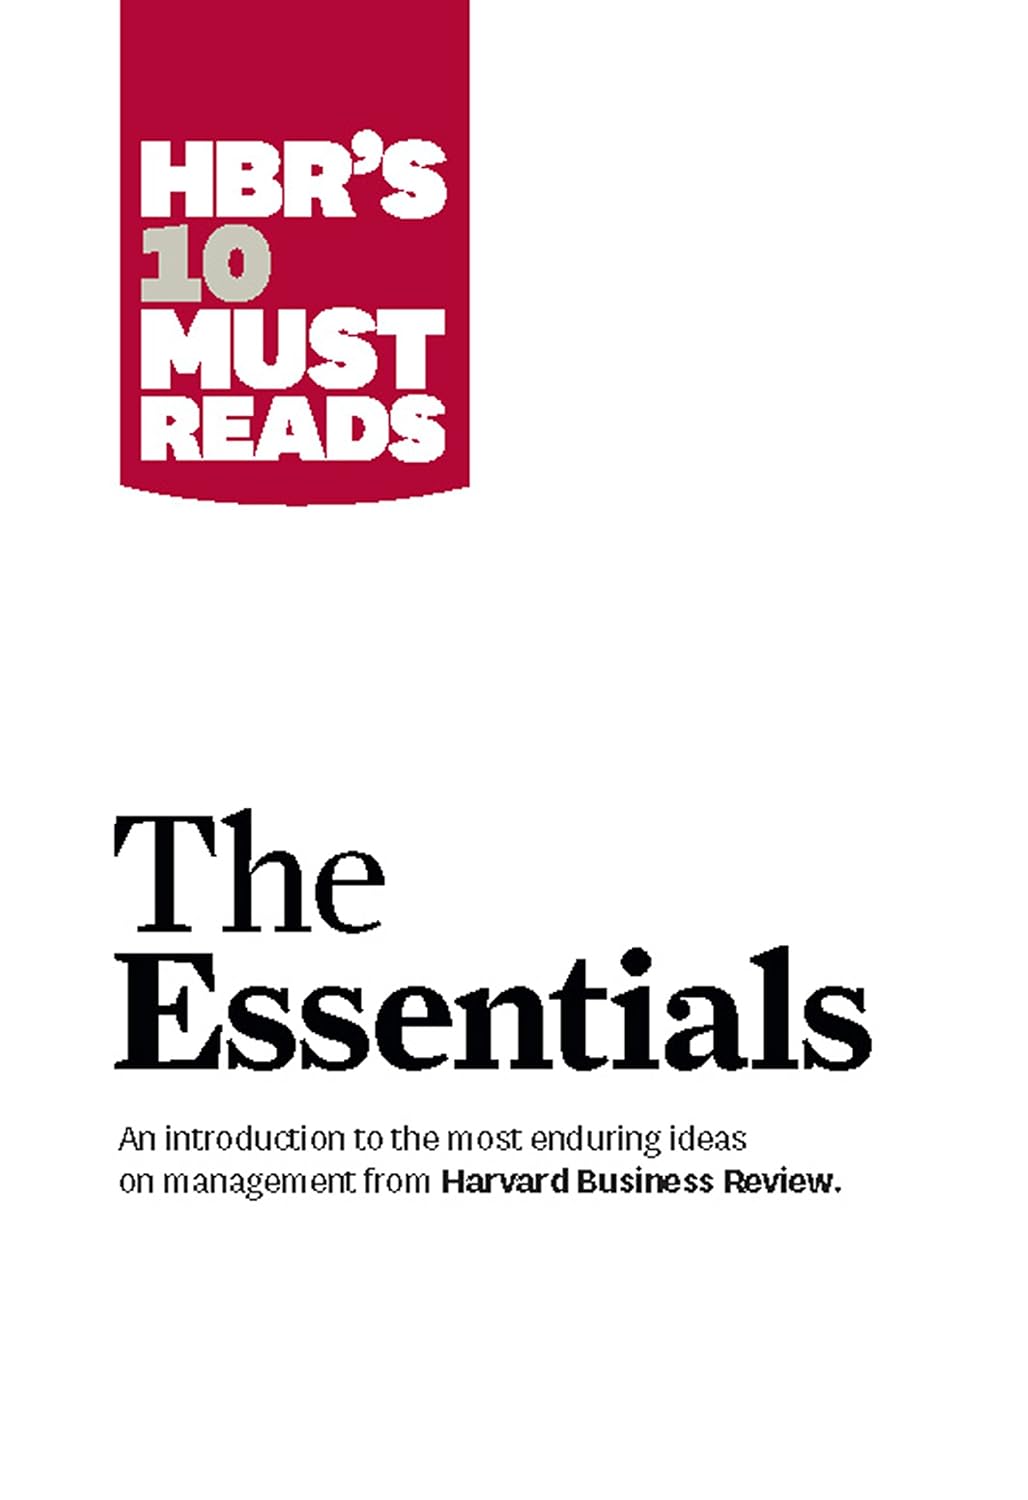 HBR’S
10
MUST
READS
The
Essentials
An introduction to the most enduring ideas
on management from Harvard Business Review.